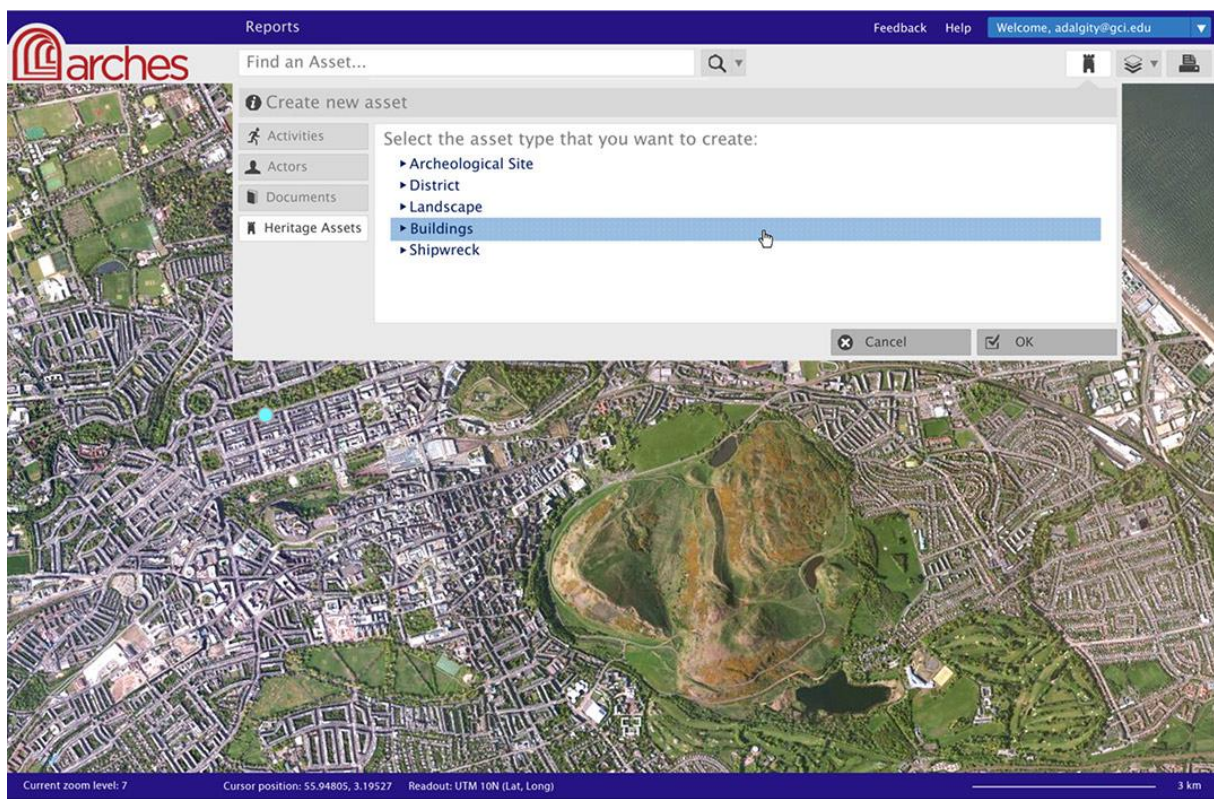 Reports
Feedback Help Welcome, adalgity@gci.edu
arches
Find an Asset...
Create new asset
Activities
Actors
Documents
Heritage Assets
Select the asset type that you want to create:
Archeological Site
District
Landscape
Buildings
Shipwreck
Cancel
OK
Current zoom level: 7
Cursor position: 55.94805, 3.19527
Readout: UTM 10N (Lat, Long)
3 km